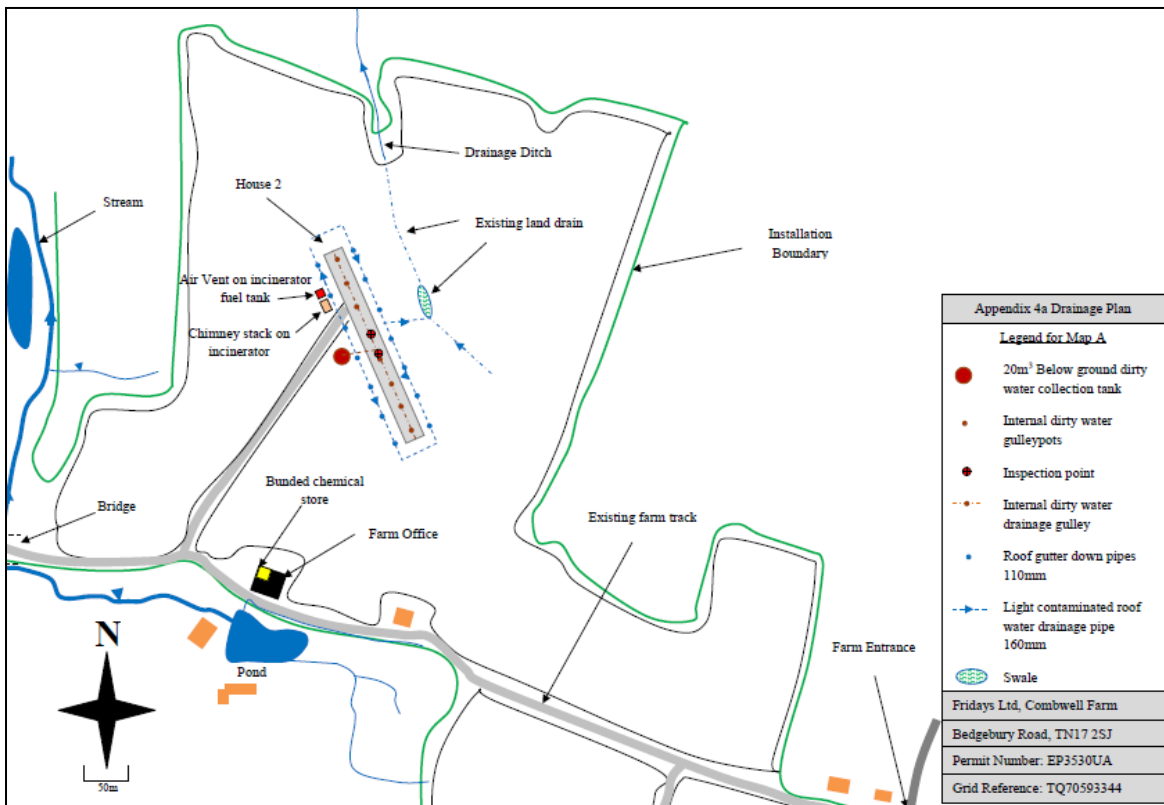 Drainage Ditch
House 2
Stream
Existing land drain
Installation
Boundary
Air Vent on incinerator
fuel tank
Chimney stack on
incinerator
Bunded chemical
store
Bridge
Farm Office
Existing farm track
Farm Entrance
N
Pond
50m
Appendix 4a Drainage Plan
Legend for Map A
20m³ Below ground dirty
water collection tank
Internal dirty water
gulleypots
Inspection point
Internal dirty water
drainage gulley
Roof gutter down pipes
110mm
Light contaminated roof
water drainage pipe
160mm
Swale
Fridays Ltd, Combwell Farm
Bedgebury Road, TN17 2SJ
Permit Number: EP3530UA
Grid Reference: TQ70593344